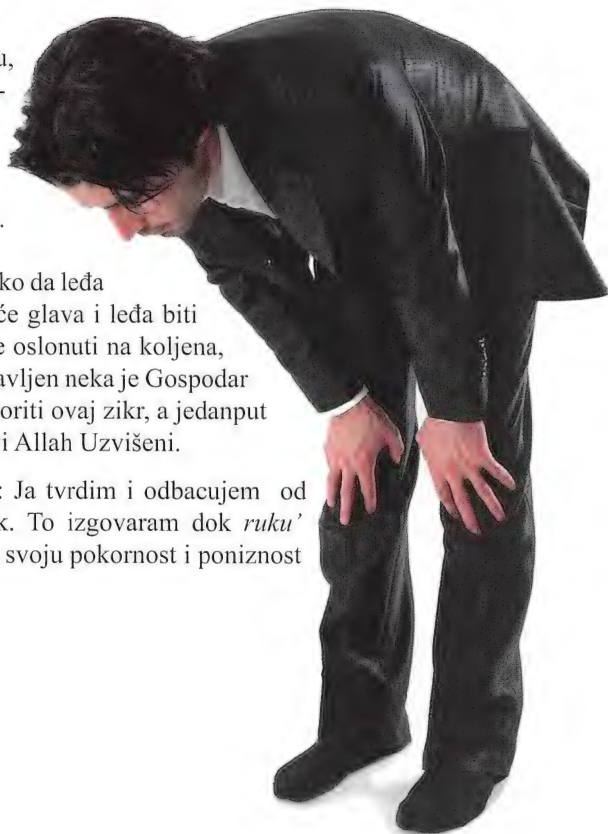 u,
-
.
ko da leđa
će glava i leđa biti
e oslonuti na koljena,
avljen neka je Gospodar
oriti ovaj zikr, a jedanput
i Allah Uzvišeni.
: Ja tvrdim i odbacujem od
k. To izgovaram dok ruku’
svoju pokornost i poniznost